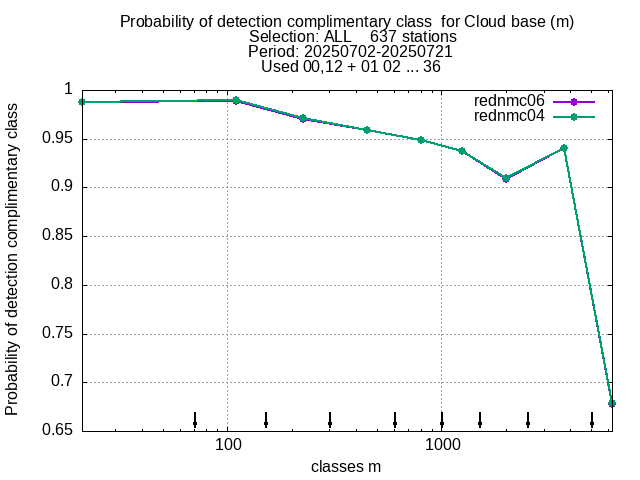 Probability of detection complimentary class  for Cloud base (m)
Selection: ALL    637 stations
Period: 20250702-20250721
Used 00,12 + 01 02 ... 36
rednmc06
rednmc04
Probability of detection complimentary class
1
0.95
0.9
0.85
0.8
0.75
0.7
0.65
100
1000
classes m